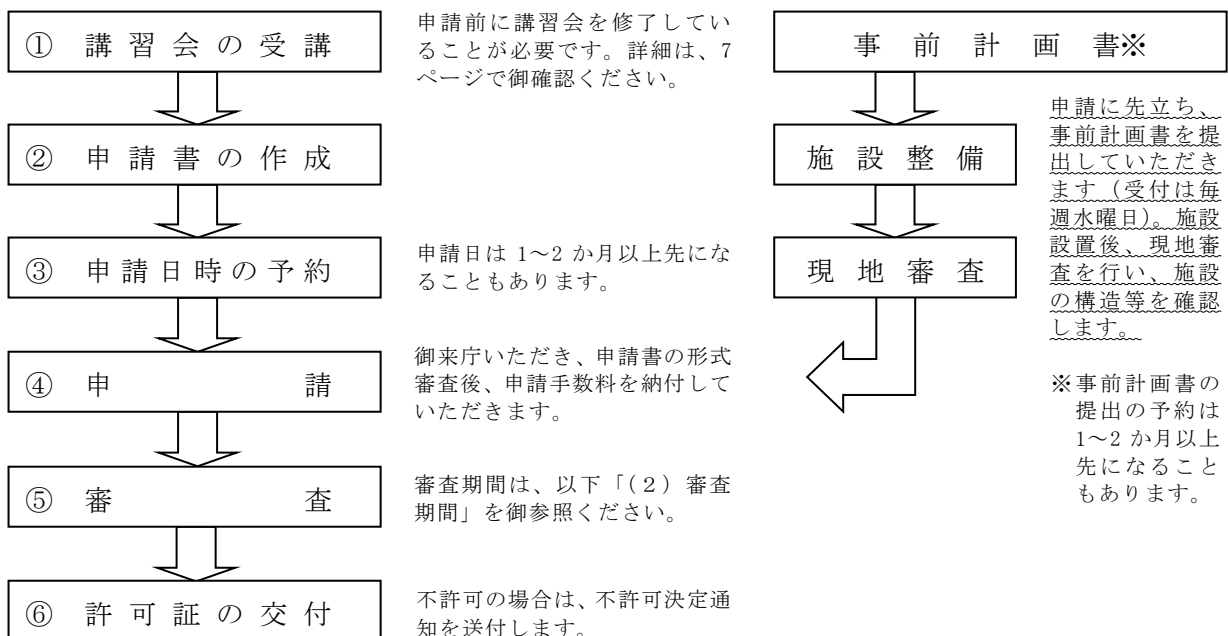 ① 講習会の受講
申請前に講習会を修了してい
ることが必要です。詳細は、7
ページで御確認ください。
② 申請書の作成
③ 申請日時の予約
申請日は 1～2 か月以上先にな
ることもあります。
④ 申請
御来庁いただき、申請書の形式
審査後、申請手数料を納付して
いただきます。
⑤ 審査
審査期間は、以下「(２) 審査
期間」を御参照ください。
⑥ 許可証の交付
不許可の場合は、不許可決定通
知を送付します。
事前計画書※
施設整備
現地審査
申請に先立ち、
事前計画書を提
出していただき
ます（受付は毎
週水曜日）。施設
設置後、現地審
査を行い、施設
の構造等を確認
します。
※事前計画書の
提出の予約は
1～2 か月以上
先になること
もあります。